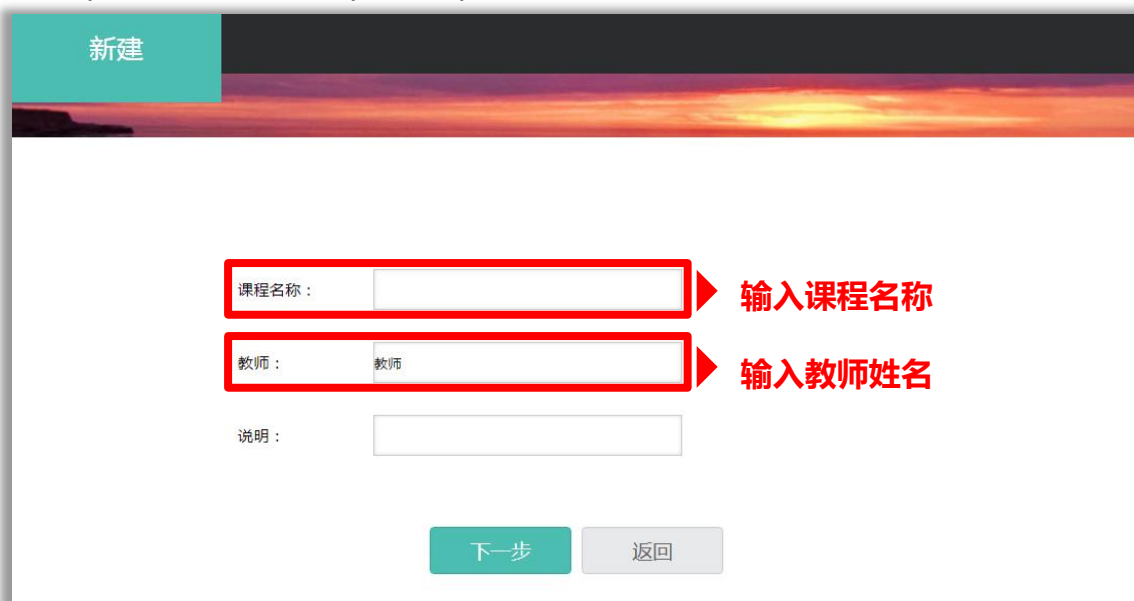 新建
课程名称：
输入课程名称
教师：
教师
输入教师姓名
说明：
下一步
返回